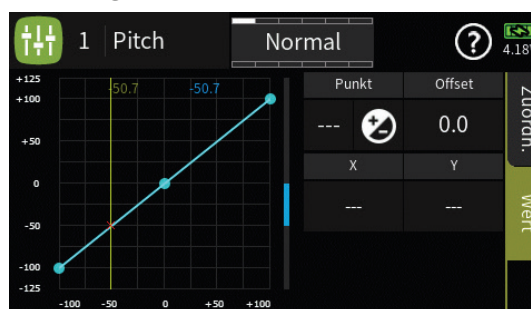 1 Pitch Normal ? 4.18V
+125 -50.7 -50.7 Punkt Offset Zuordn.
+100
--- +- 0.0
+50
X Y
0
--- --- Wert
-50
-100
-125
-100 -50 0 +50 +100